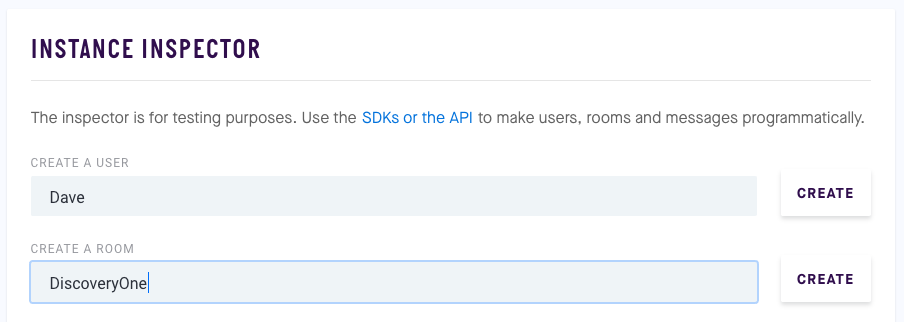 INSTANCE INSPECTOR
The inspector is for testing purposes. Use the SDKs or the API to make users, rooms and messages programmatically.
CREATE A USER
Dave
CREATE
CREATE A ROOM
DiscoveryOne
CREATE